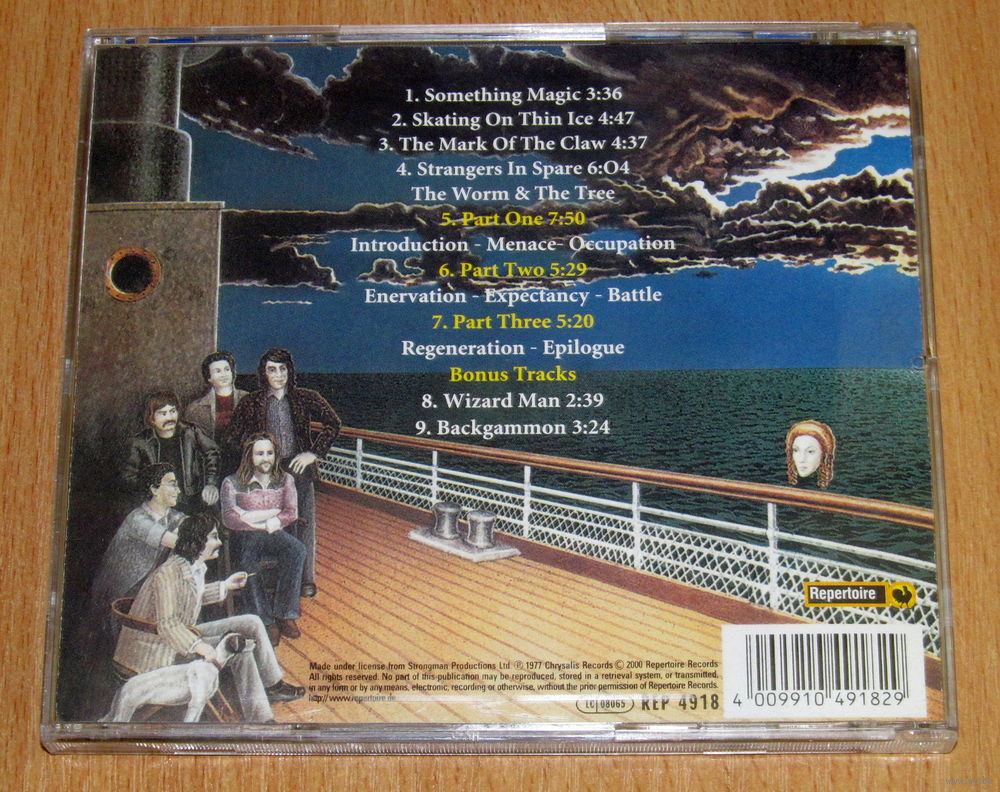 1. Something Magic 3:36
2. Skating On Thin Ice 4:47
3. The Mark Of The Claw 4:37
4. Strangers In Spare 6:O4
The Worm & The Tree
5. Part One 7:50
Introduction - Menace- Occupation
6. Part Two 5:29
Enervation - Expectancy - Battle
7. Part Three 5:20
Regeneration - Epilogue
Bonus Tracks
8. Wizard Man 2:39
9. Backgammon 3:24
Repertoire
Made under license from Strongman Productions Ltd. ℗ 1977 Chrysalis Records © 2000 Repertoire Records
All rights reserved. No part of this publication may be reproduced, stored in a retrieval system, or transmitted,
in any form or by any means, electronic, recording or otherwise, without the prior permission of Repertoire Records.
http://www.repertoire.de
LC 08065 REP 4918
4 009910 491829